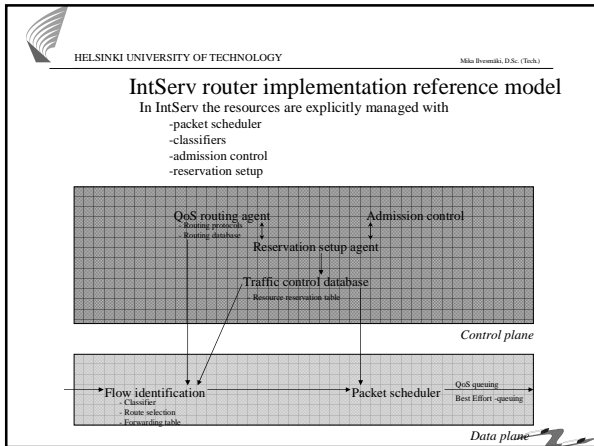 HELSINKI UNIVERSITY OF TECHNOLOGY
Mika Ilvesmäki, D.Sc. (Tech.)
IntServ router implementation reference model
In IntServ the resources are explicitly managed with
-packet scheduler
-classifiers
-admission control
-reservation setup
QoS routing agent
- Routing protocols
- Routing database
Admission control
Reservation setup agent
Traffic control database
- Resource reservation table
Control plane
Flow identification
- Classifier
- Route selection
- Forwarding table
Packet scheduler
QoS queuing
Best Effort -queuing
Data plane